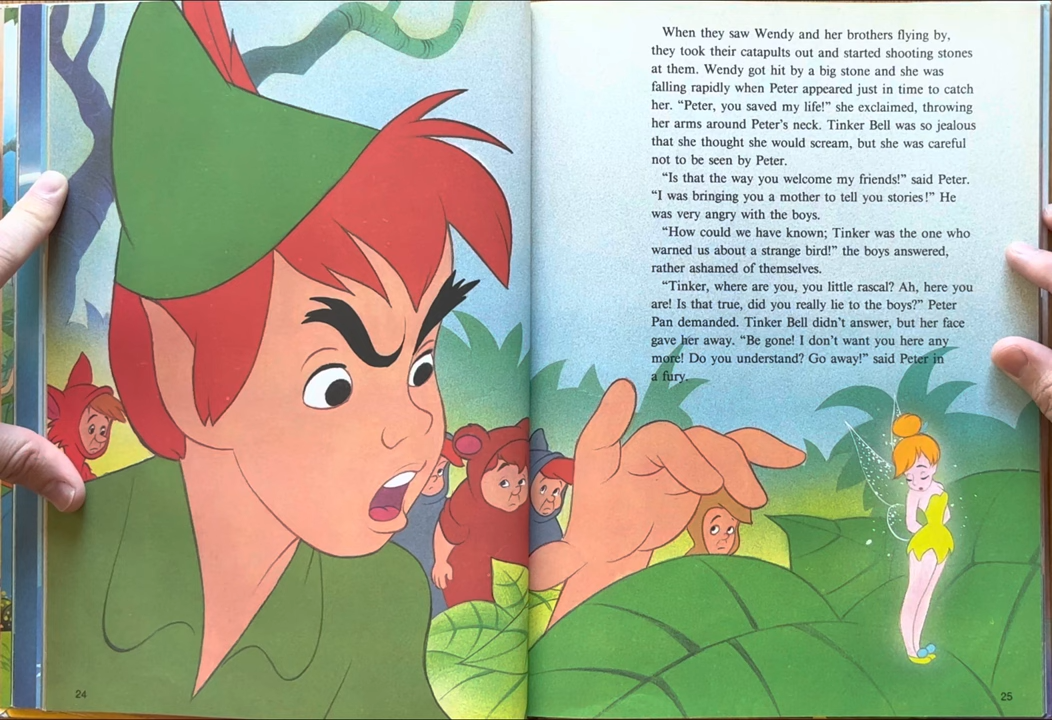 When they saw Wendy and her brothers flying by,
they took their catapults out and started shooting stones
at them. Wendy got hit by a big stone and she was
falling rapidly when Peter appeared just in time to catch
her. “Peter, you saved my life!” she exclaimed, throwing
her arms around Peter’s neck. Tinker Bell was so jealous
that she thought she would scream, but she was careful
not to be seen by Peter.
“Is that the way you welcome my friends!” said Peter.
“I was bringing you a mother to tell you stories!” He
was very angry with the boys.
“How could we have known; Tinker was the one who
warned us about a strange bird!” the boys answered,
rather ashamed of themselves.
“Tinker, where are you, you little rascal? Ah, here you
are! Is that true, did you really lie to the boys?” Peter
Pan demanded. Tinker Bell didn’t answer, but her face
gave her away. “Be gone! I don’t want you here any
more! Do you understand? Go away!” said Peter in
a fury.
24
25